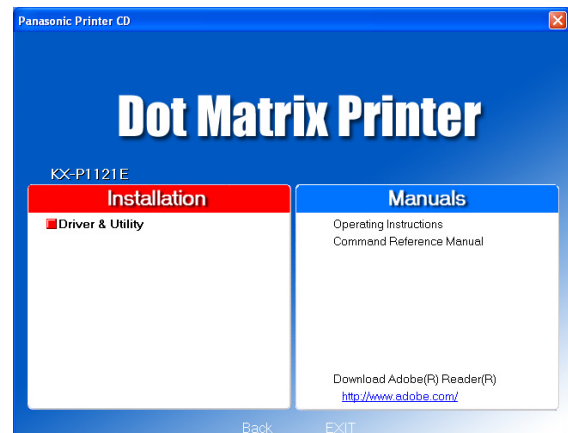 Panasonic Printer CD
Dot Matrix Printer
KX-P1121E
Installation
Driver & Utility
Manuals
Operating Instructions
Command Reference Manual
Download Adobe(R) Reader(R)
http://www.adobe.com/
Back EXIT